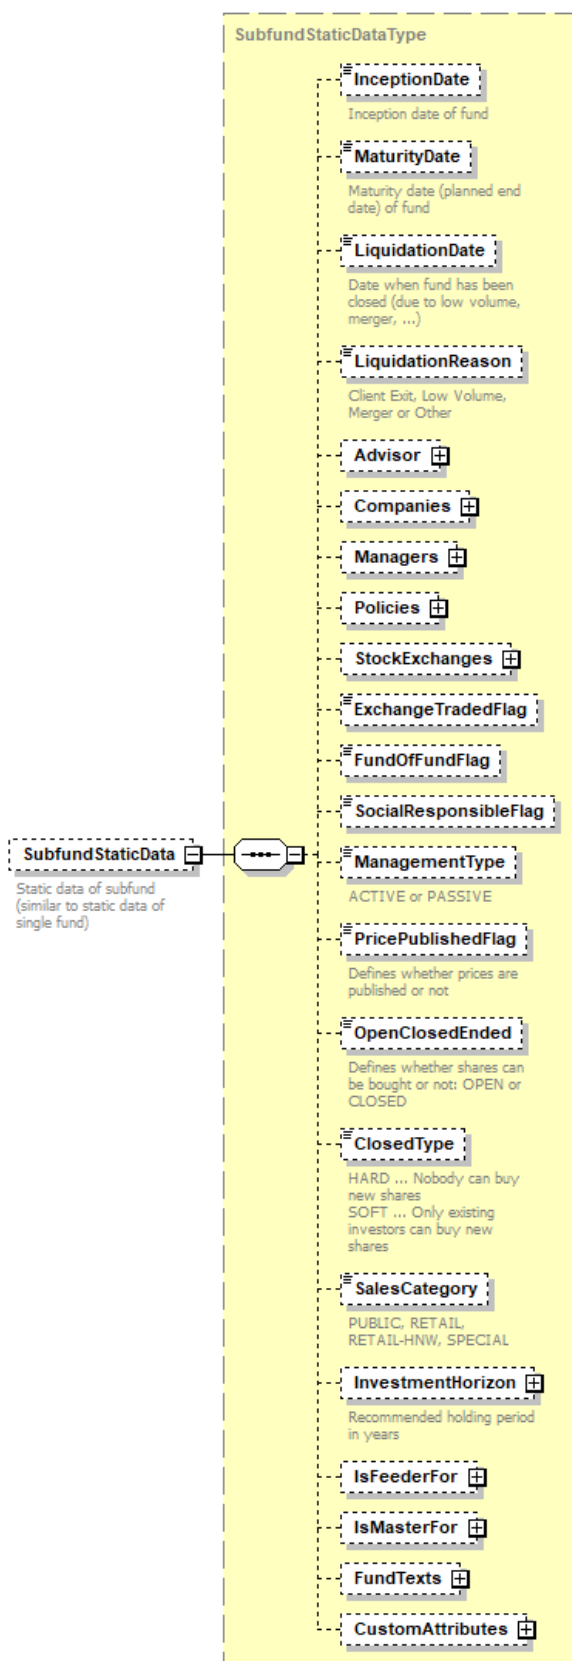 SubfundStaticDataType
InceptionDate
Inception date of fund
MaturityDate
Maturity date (planned end
date) of fund
LiquidationDate
Date when fund has been
closed (due to low volume,
merger, ...)
LiquidationReason
Client Exit, Low Volume,
Merger or Other
Advisor
Companies
Managers
Policies
StockExchanges
ExchangeTradedFlag
FundOfFundFlag
SocialResponsibleFlag
SubfundStaticData
Static data of subfund
(similar to static data of
single fund)
ManagementType
ACTIVE or PASSIVE
PricePublishedFlag
Defines whether prices are
published or not
OpenClosedEnded
Defines whether shares can
be bought or not: OPEN or
CLOSED
ClosedType
HARD ... Nobody can buy
new shares
SOFT ... Only existing
investors can buy new
shares
SalesCategory
PUBLIC, RETAIL,
RETAIL-HNW, SPECIAL
InvestmentHorizon
Recommended holding period
in years
IsFeederFor
IsMasterFor
FundTexts
CustomAttributes